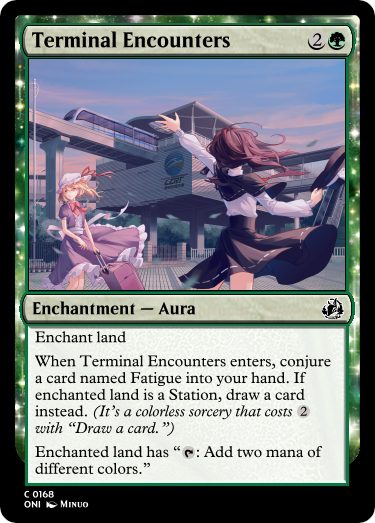 Terminal Encounters 2
Enchantment — Aura
Enchant land
When Terminal Encounters enters, conjure
a card named Fatigue into your hand. If
enchanted land is a Station, draw a card
instead. (It's a colorless sorcery that costs 2
with “Draw a card.”)
Enchanted land has “: Add two mana of
different colors.”
C 0168
ONI Minuo